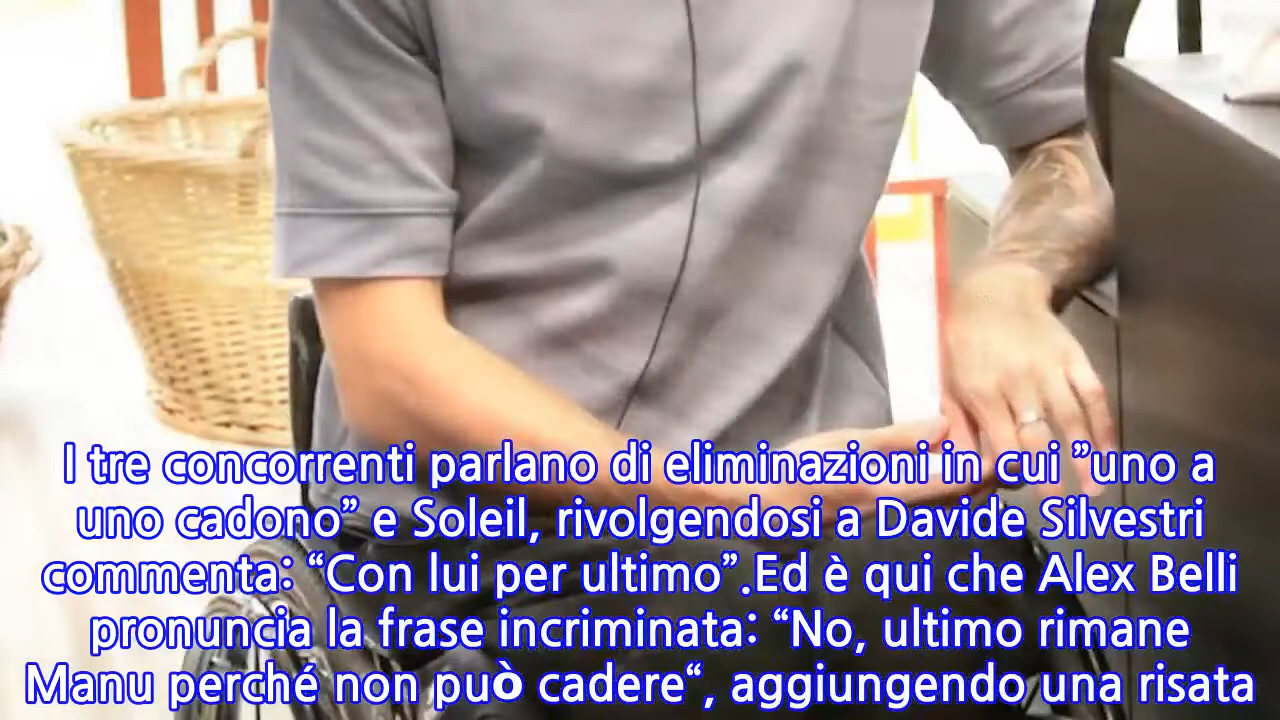 I tre concorrenti parlano di eliminazioni in cui ”uno a
uno cadono” e Soleil, rivolgendosi a Davide Silvestri
commenta: “Con lui per ultimo”.Ed è qui che Alex Belli
pronuncia la frase incriminata: “No, ultimo rimane
Manu perché non può cadere“, aggiungendo una risata